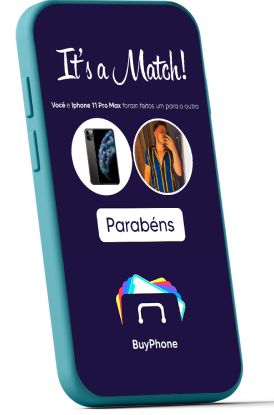 It's a Match!
Você e Iphone 11 Pro Max foram feitos um para o outro
Parabéns
BuyPhone